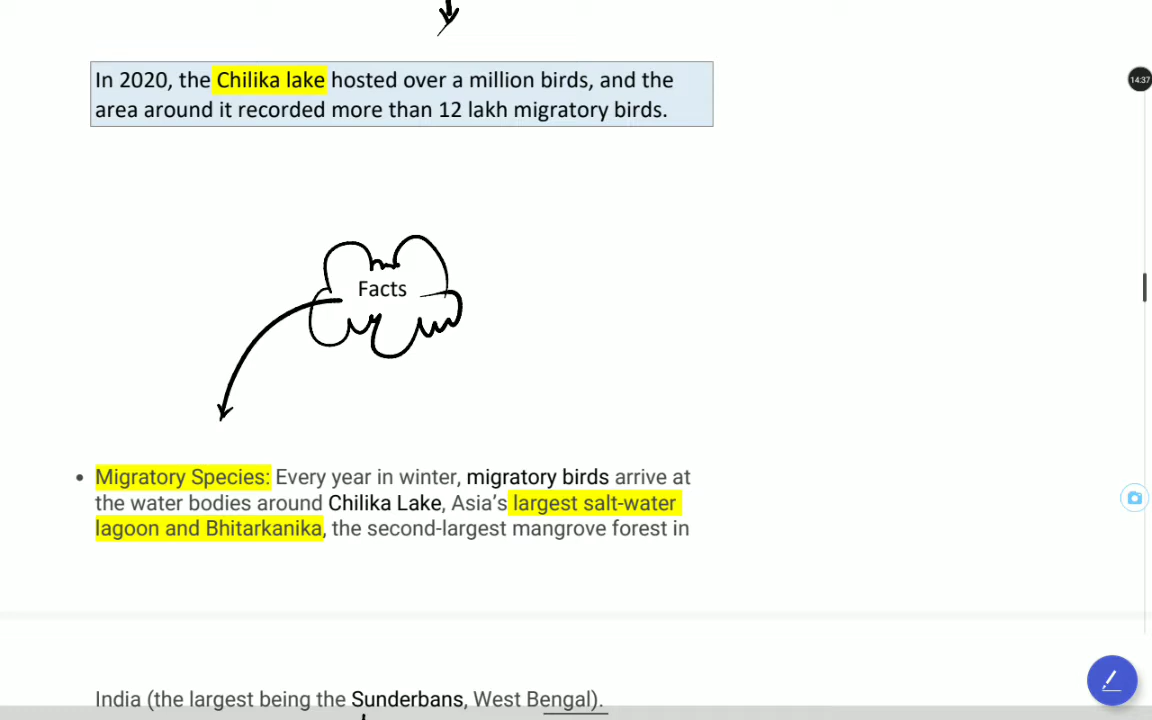 In 2020, the Chilika lake hosted over a million birds, and the
area around it recorded more than 12 lakh migratory birds.
14:37
Facts
• Migratory Species: Every year in winter, migratory birds arrive at
the water bodies around Chilika Lake, Asia’s largest salt-water
lagoon and Bhitarkanika, the second-largest mangrove forest in
India (the largest being the Sunderbans, West Bengal).